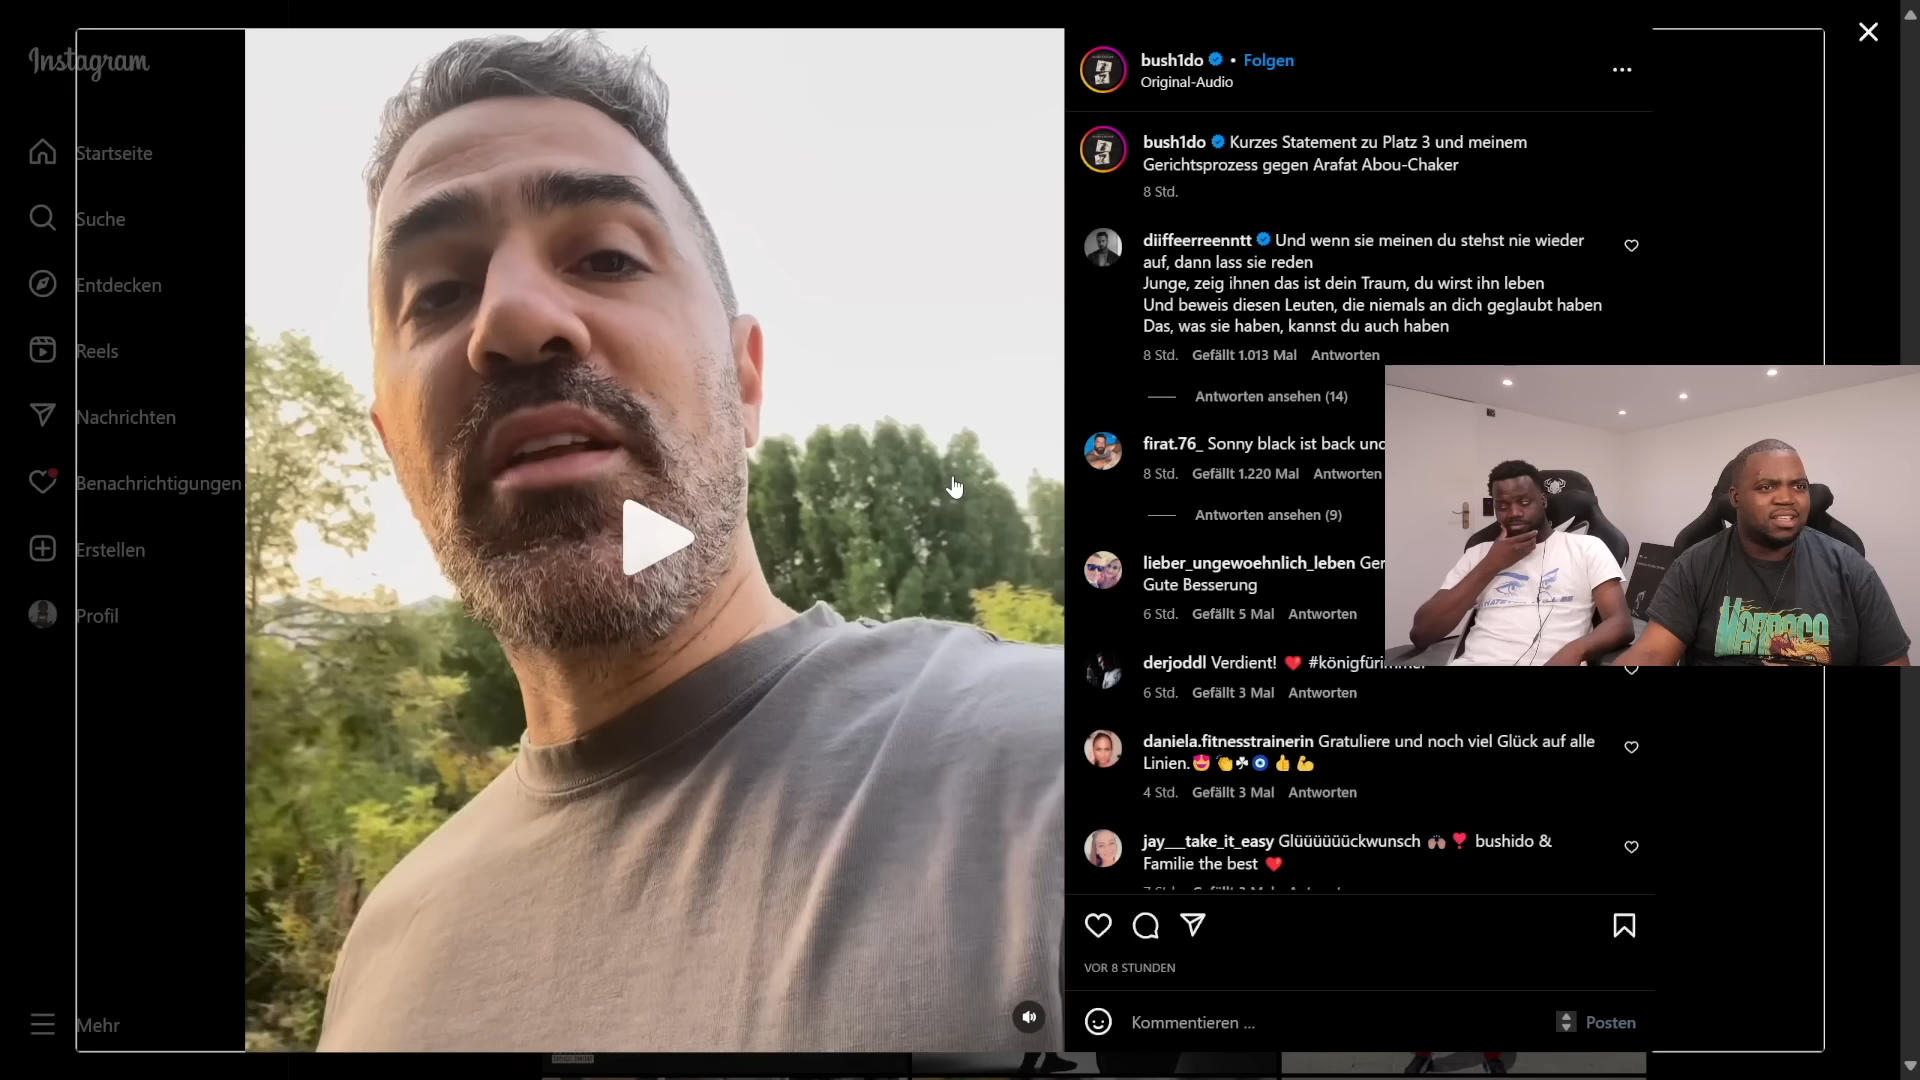 Instagram
Startseite
Suche
Entdecken
Reels
Nachrichten
Benachrichtigungen
Erstellen
Profil
Mehr
bush1do • Folgen
Original-Audio
bush1do Kurzes Statement zu Platz 3 und meinem
Gerichtsprozess gegen Arafat Abou-Chaker
8 Std.
diiffeerreenntt Und wenn sie meinen du stehst nie wieder
auf, dann lass sie reden
Junge, zeig ihnen das ist dein Traum, du wirst ihn leben
Und beweis diesen Leuten, die niemals an dich geglaubt haben
Das, was sie haben, kannst du auch haben
8 Std. Gefällt 1.013 Mal Antworten
Antworten ansehen (14)
firat.76_ Sonny black ist back und
8 Std. Gefällt 1.220 Mal Antworten
Antworten ansehen (9)
lieber_ungewoehnlich_leben
Gute Besserung
6 Std. Gefällt 5 Mal Antworten
derjoddl Verdient! ❤️ #königfürimmer
6 Std. Gefällt 3 Mal Antworten
daniela.fitnesstrainerin Gratuliere und noch viel Glück auf alle
Linien.😍 👏☘🧿 👍 💪
4 Std. Gefällt 3 Mal Antworten
jay___take_it_easy Glüüüüüückwunsch 🙌🏾❣️ bushido &
Familie the best ❤️
VOR 8 STUNDEN
Kommentieren ...
Posten